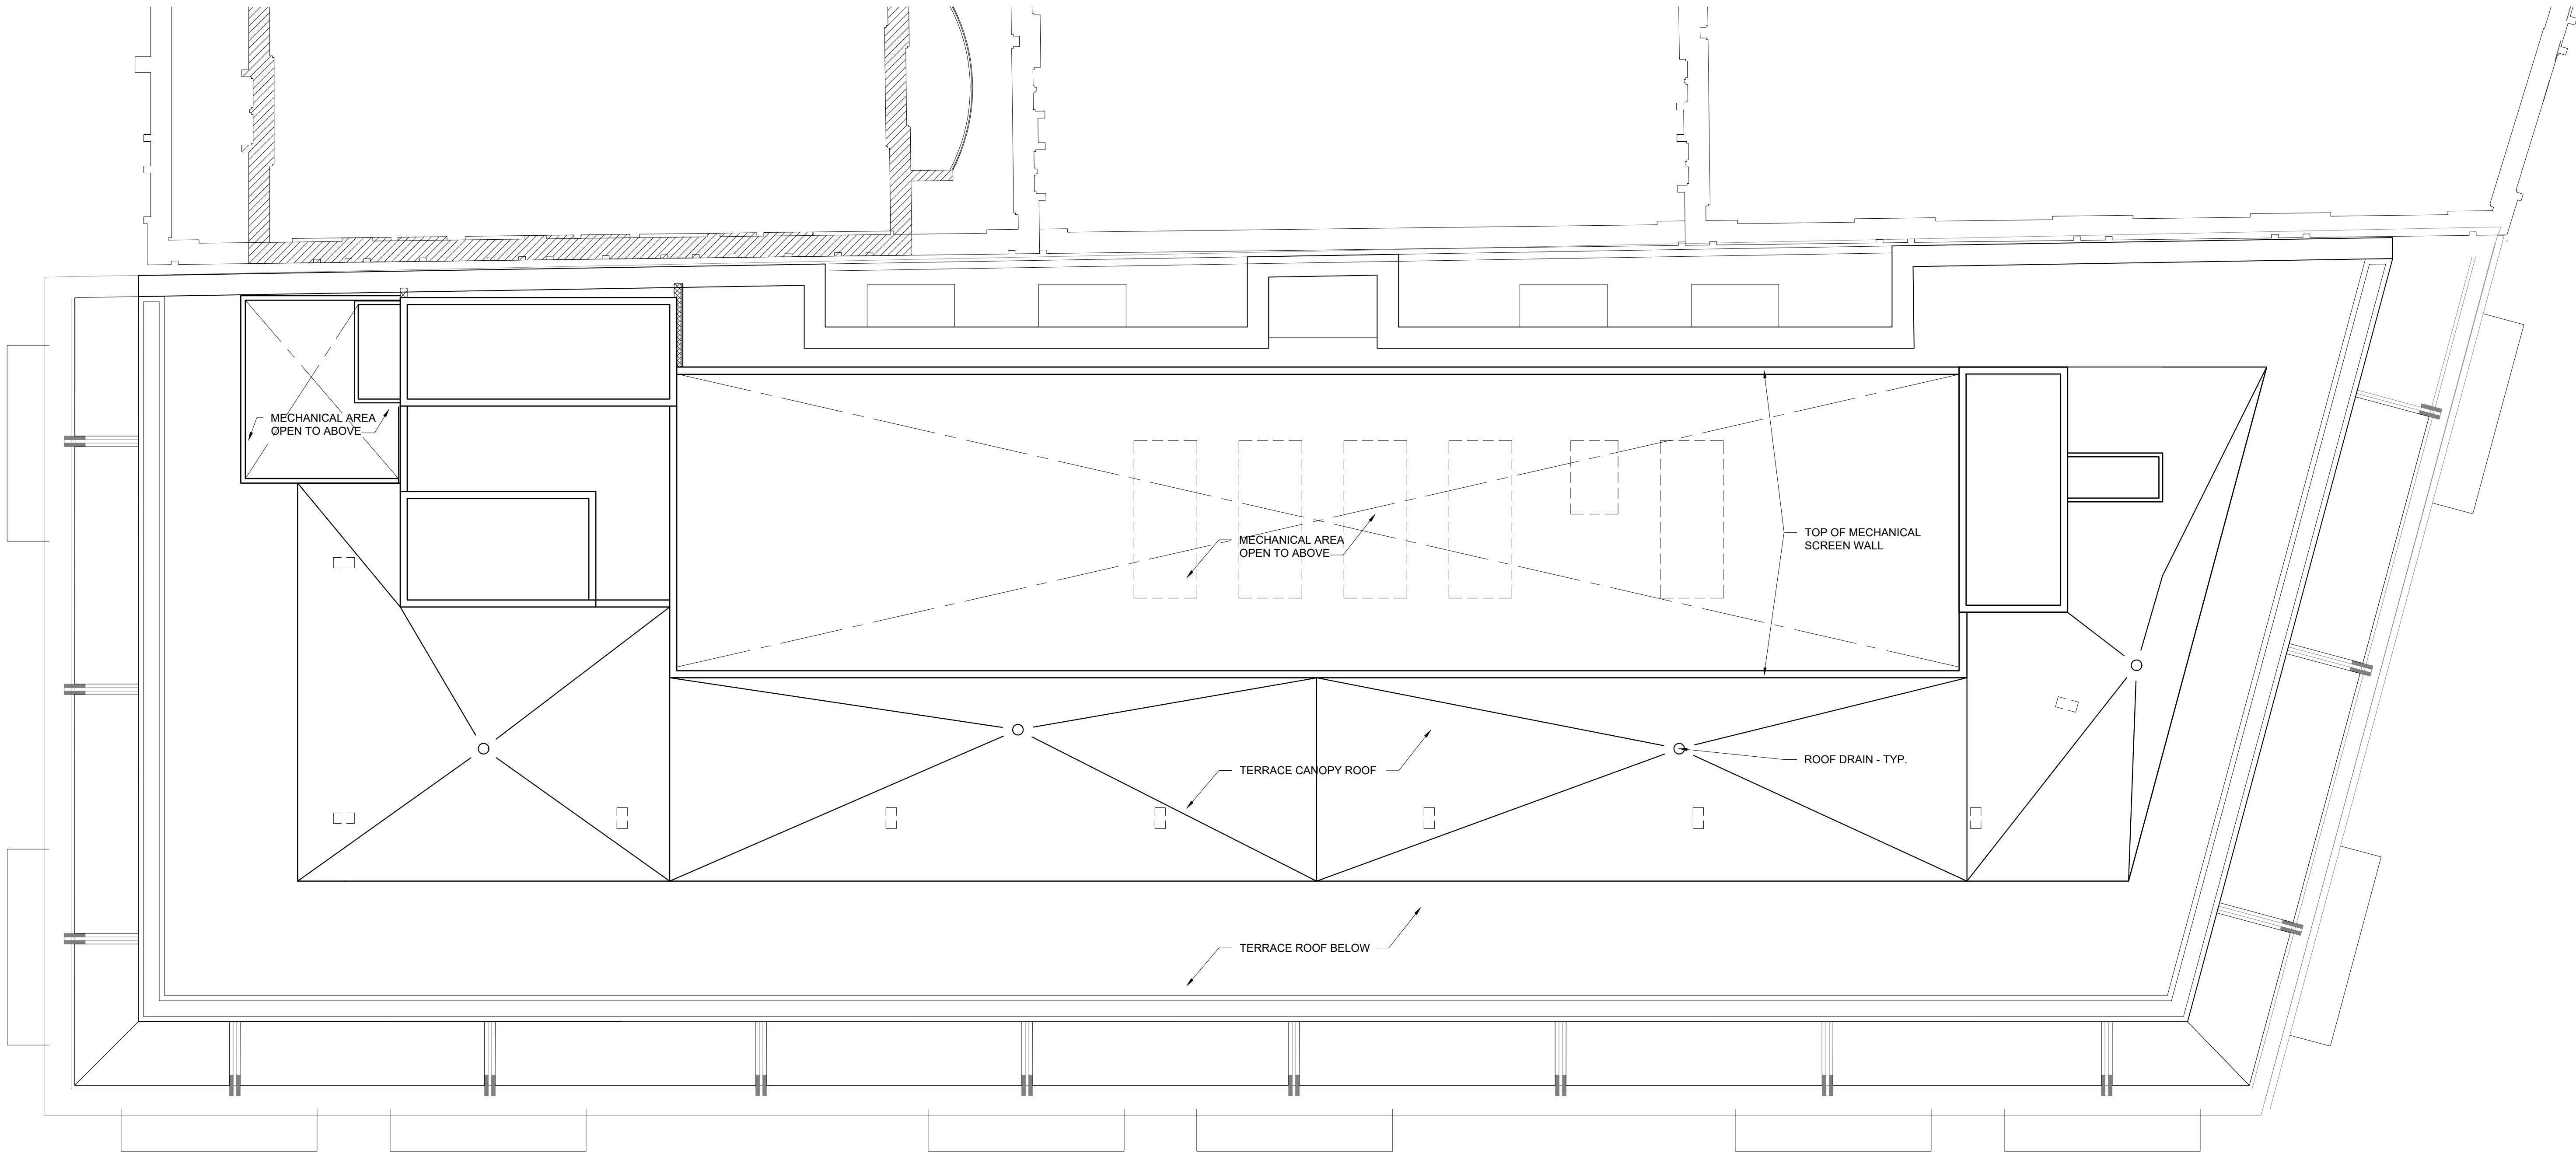 MECHANICAL AREA
OPEN TO ABOVE
MECHANICAL AREA
OPEN TO ABOVE
TOP OF MECHANICAL
SCREEN WALL
ROOF DRAIN - TYP.
TERRACE CANOPY ROOF
TERRACE ROOF BELOW